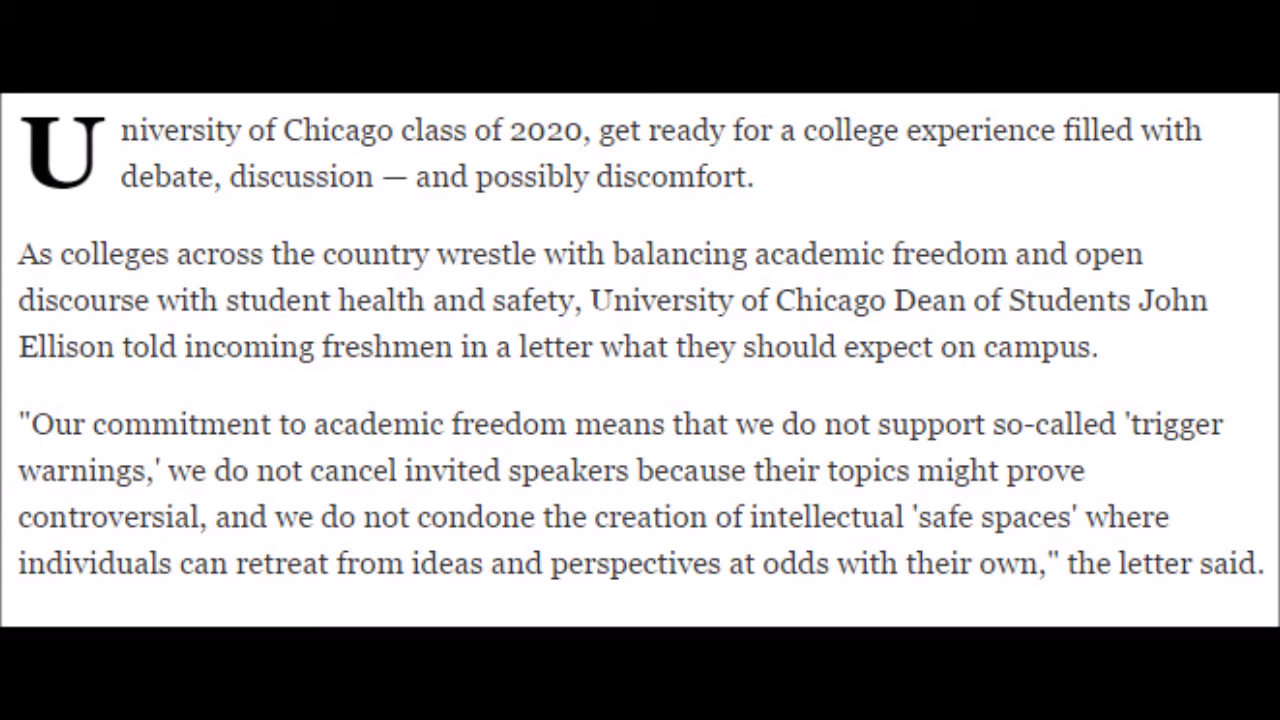 University of Chicago class of 2020, get ready for a college experience filled with
debate, discussion — and possibly discomfort.
As colleges across the country wrestle with balancing academic freedom and open
discourse with student health and safety, University of Chicago Dean of Students John
Ellison told incoming freshmen in a letter what they should expect on campus.
"Our commitment to academic freedom means that we do not support so-called 'trigger
warnings,' we do not cancel invited speakers because their topics might prove
controversial, and we do not condone the creation of intellectual 'safe spaces' where
individuals can retreat from ideas and perspectives at odds with their own," the letter said.